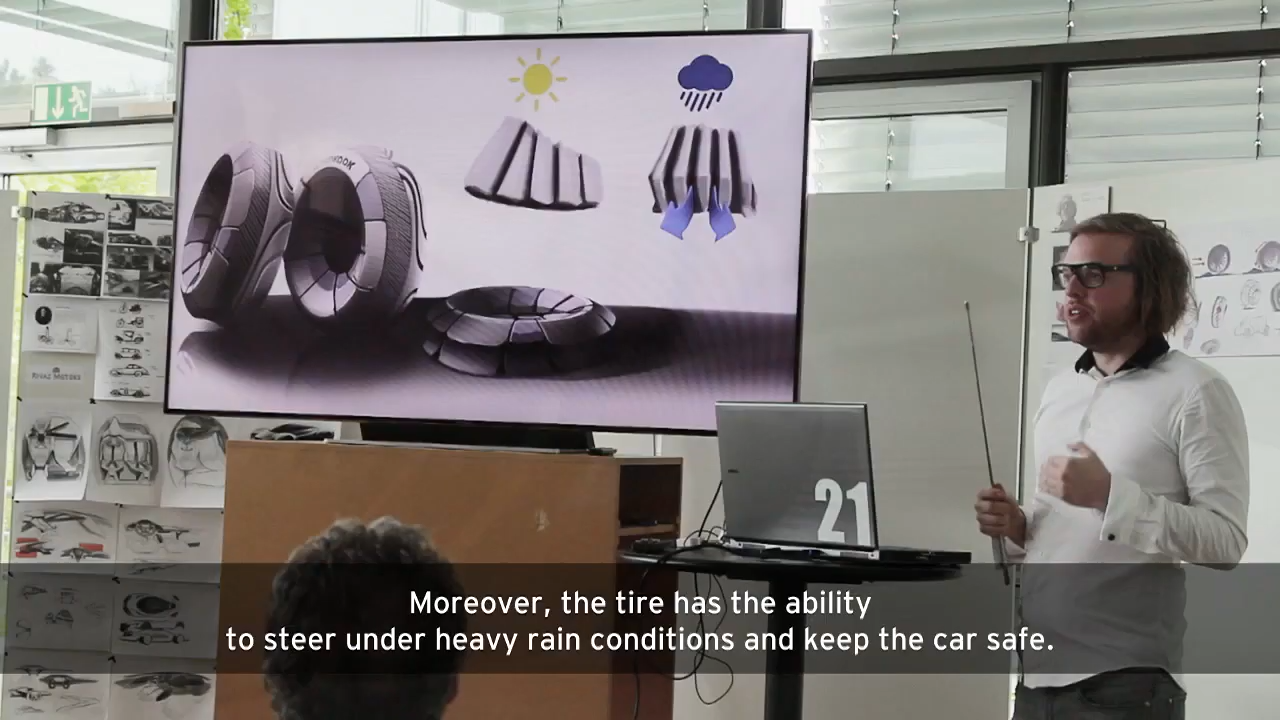 21
Moreover, the tire has the ability
to steer under heavy rain conditions and keep the car safe.